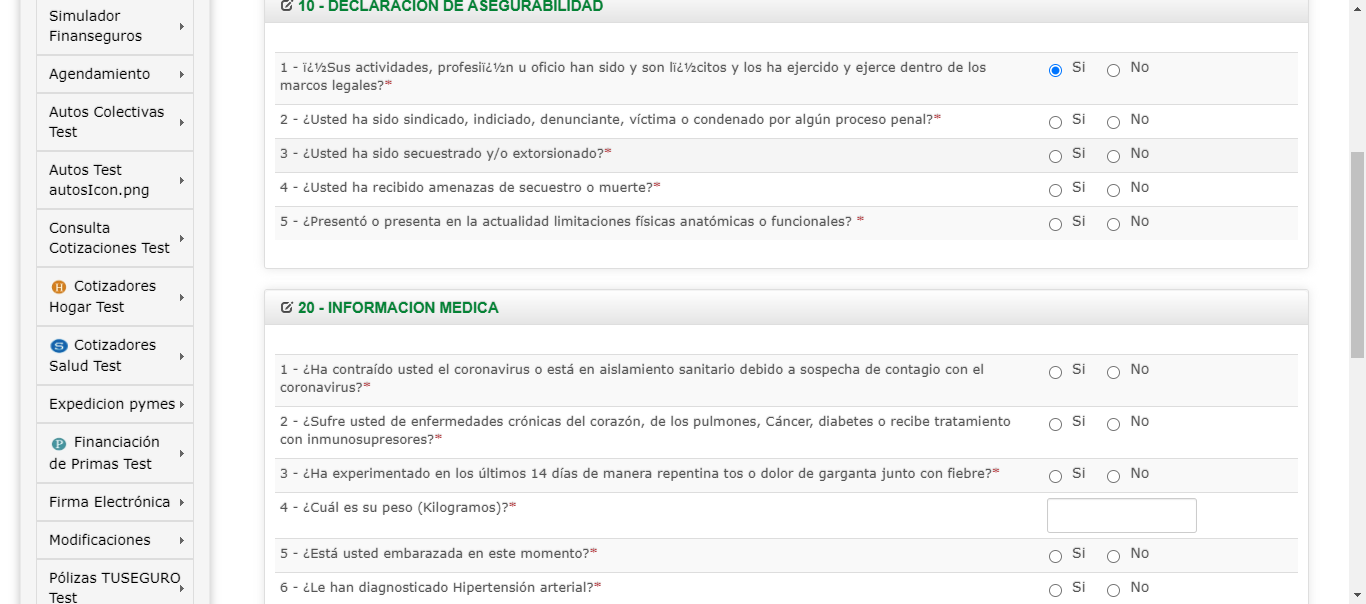 Simulador
Finanseguros
Agendamiento
Autos Colectivas
Test
Autos Test
autosIcon.png
Consulta
Cotizaciones Test
H Cotizadores
Hogar Test
S Cotizadores
Salud Test
Expedicion pymes
P Financiación
de Primas Test
Firma Electrónica
Modificaciones
Pólizas TUSEGURO
Test
10 - DECLARACION DE ASEGURABILIDAD
1 - ï¿½Sus actividades, profesiï¿½n u oficio han sido y son lï¿½citos y los ha ejercido y ejerce dentro de los Si No
marcos legales?*
2 - ¿Usted ha sido sindicado, indiciado, denunciante, víctima o condenado por algún proceso penal?* Si No
3 - ¿Usted ha sido secuestrado y/o extorsionado?* Si No
4 - ¿Usted ha recibido amenazas de secuestro o muerte?* Si No
5 - ¿Presentó o presenta en la actualidad limitaciones físicas anatómicas o funcionales? * Si No
20 - INFORMACION MEDICA
1 - ¿Ha contraído usted el coronavirus o está en aislamiento sanitario debido a sospecha de contagio con el Si No
coronavirus?*
2 - ¿Sufre usted de enfermedades crónicas del corazón, de los pulmones, Cáncer, diabetes o recibe tratamiento Si No
con inmunosupresores?*
3 - ¿Ha experimentado en los últimos 14 días de manera repentina tos o dolor de garganta junto con fiebre?* Si No
4 - ¿Cuál es su peso (Kilogramos)?*
5 - ¿Está usted embarazada en este momento?* Si No
6 - ¿Le han diagnosticado Hipertensión arterial?* Si No